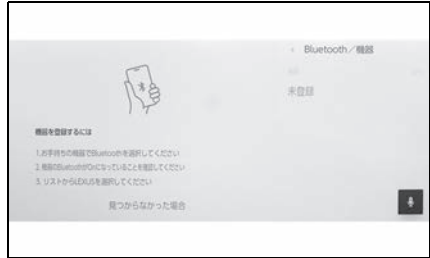 ‹ Bluetooth／機器
未登録
機器を登録するには
1.お手持ちの機器でBluetoothを選択してください
2.機器のBluetoothがOnになっていることを確認してください
3. リストからLEXUSを選択してください
見つからなかった場合